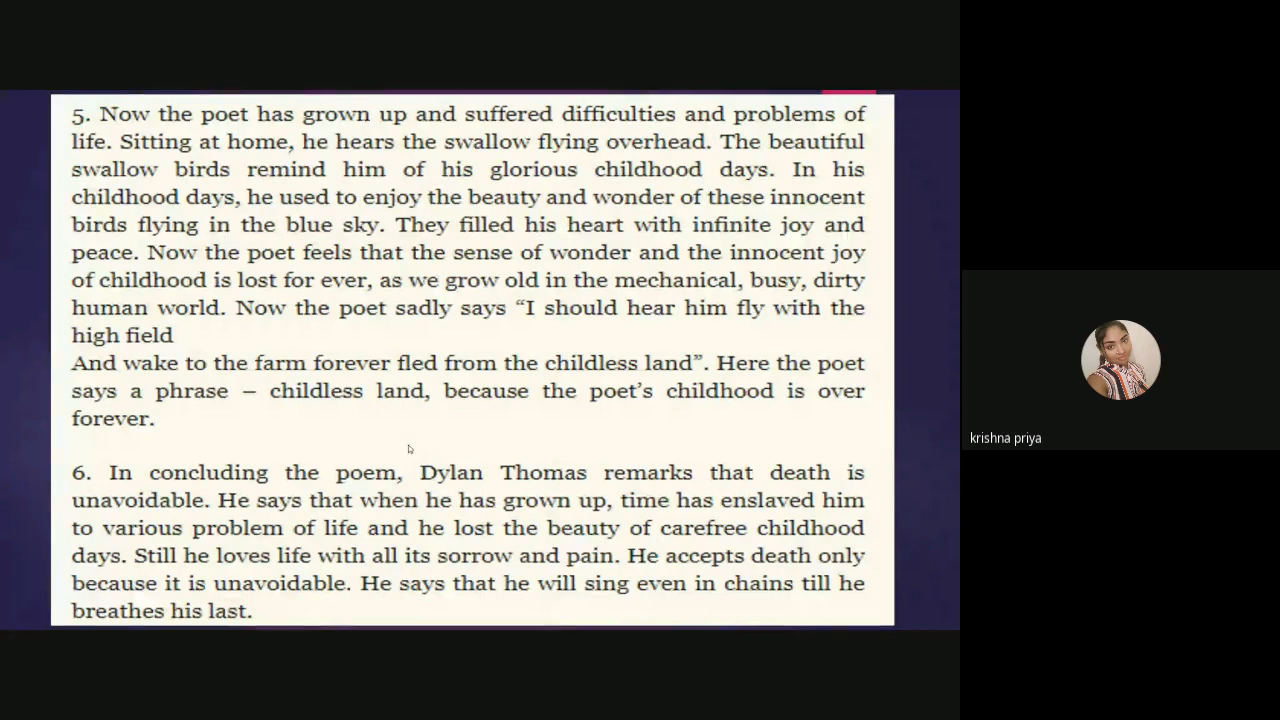 5. Now the poet has grown up and suffered difficulties and problems of
life. Sitting at home, he hears the swallow flying overhead. The beautiful
swallow birds remind him of his glorious childhood days. In his
childhood days, he used to enjoy the beauty and wonder of these innocent
birds flying in the blue sky. They filled his heart with infinite joy and
peace. Now the poet feels that the sense of wonder and the innocent joy
of childhood is lost for ever, as we grow old in the mechanical, busy, dirty
human world. Now the poet sadly says “I should hear him fly with the
high field
And wake to the farm forever fled from the childless land”. Here the poet
says a phrase – childless land, because the poet’s childhood is over
forever.
6. In concluding the poem, Dylan Thomas remarks that death is
unavoidable. He says that when he has grown up, time has enslaved him
to various problem of life and he lost the beauty of carefree childhood
days. Still he loves life with all its sorrow and pain. He accepts death only
because it is unavoidable. He says that he will sing even in chains till he
breathes his last.
krishna priya